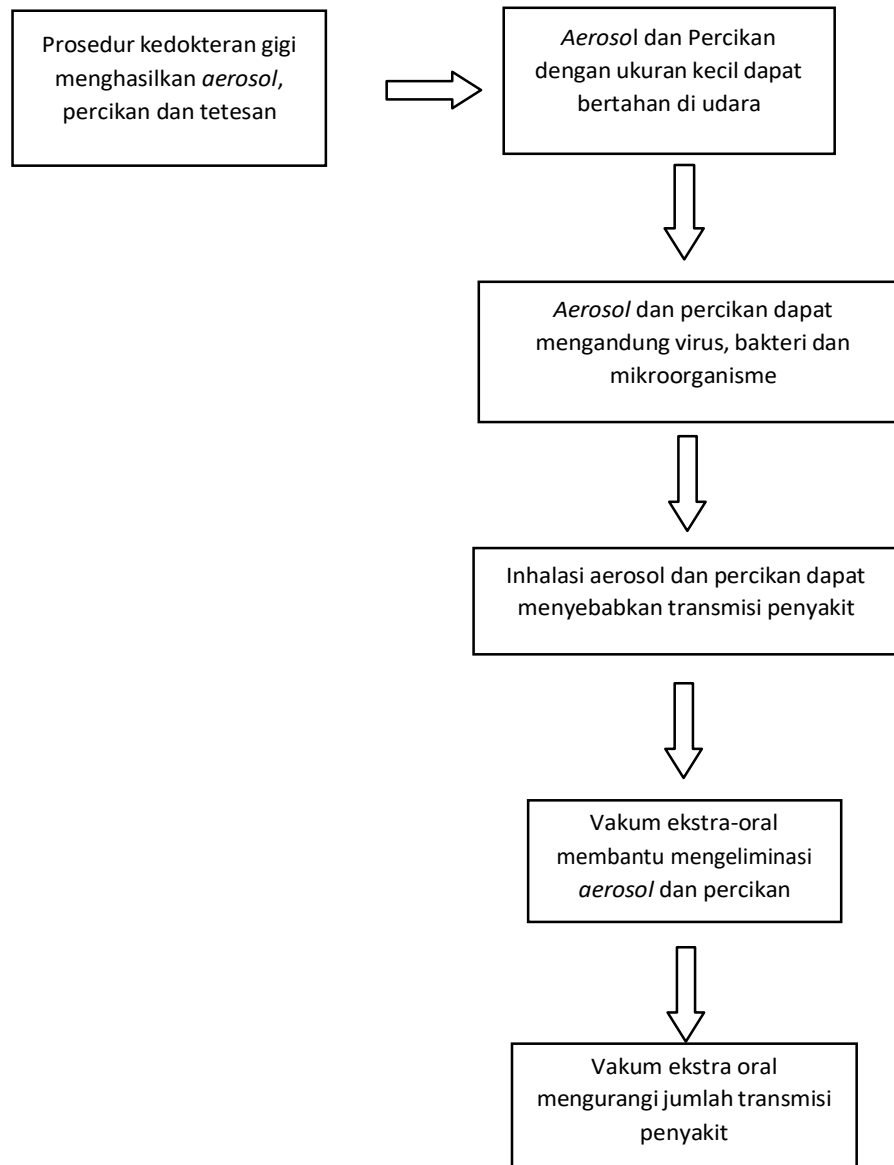 Prosedur kedokteran gigi
menghasilkan aerosol,
percikan dan tetesan
Aerosol dan Percikan
dengan ukuran kecil dapat
bertahan di udara
Aerosol dan percikan dapat
mengandung virus, bakteri dan
mikroorganisme
Inhalasi aerosol dan percikan dapat
menyebabkan transmisi penyakit
Vakum ekstra-oral
membantu mengeliminasi
aerosol dan percikan
Vakum ekstra oral
mengurangi jumlah transmisi
penyakit